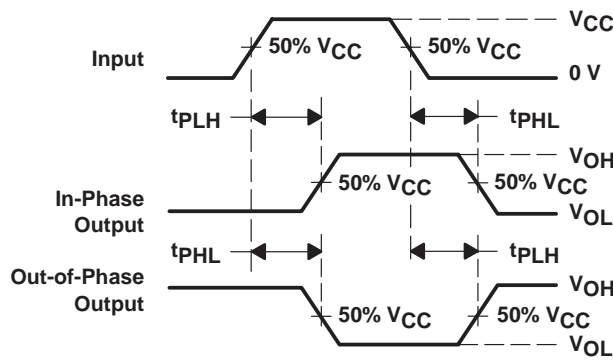 VCC
50% VCC
50% VCC
Input
0 V
tPLH
tPHL
VOH
50% VCC
50% VCC
In-Phase
Output
VOL
tPHL
tPLH
Out-of-Phase
Output
VOH
50% VCC
50% VCC
VOL